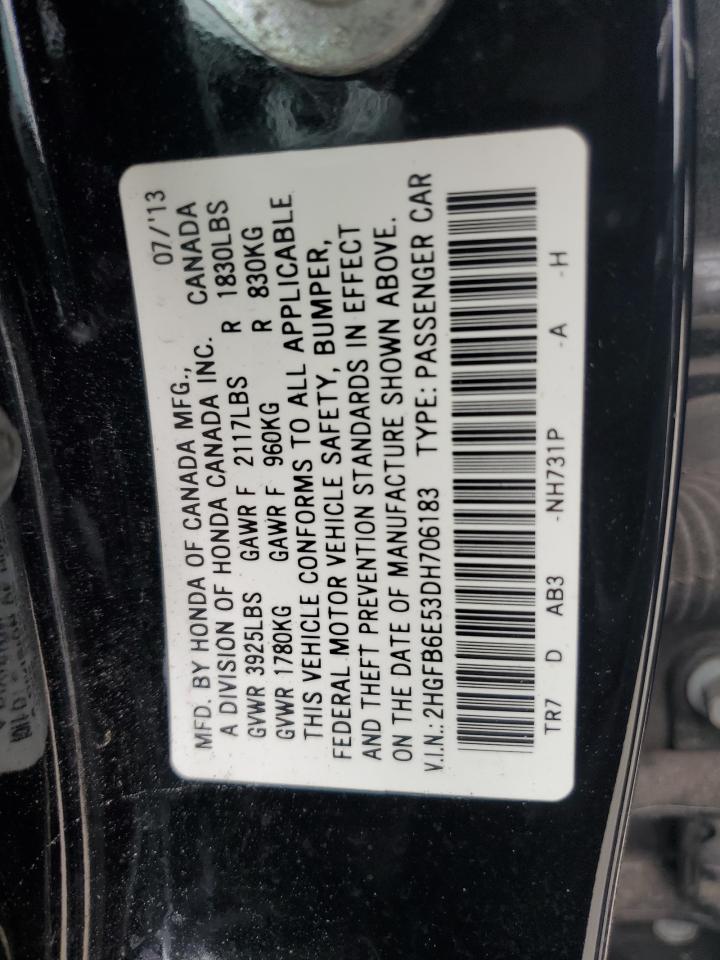 MFD. BY HONDA OF CANADA MFG., 07/'13
A DIVISION OF HONDA CANADA INC. CANADA
GVWR 3925LBS GAWR F 2117LBS R 1830LBS
GVWR 1780KG GAWR F 960KG R 830KG
THIS VEHICLE CONFORMS TO ALL APPLICABLE
FEDERAL MOTOR VEHICLE SAFETY, BUMPER,
AND THEFT PREVENTION STANDARDS IN EFFECT
ON THE DATE OF MANUFACTURE SHOWN ABOVE.
V.I.N.: 2HGFB6E53DH706183 TYPE: PASSENGER CAR
TR7 D AB3 -NH731P -A -H